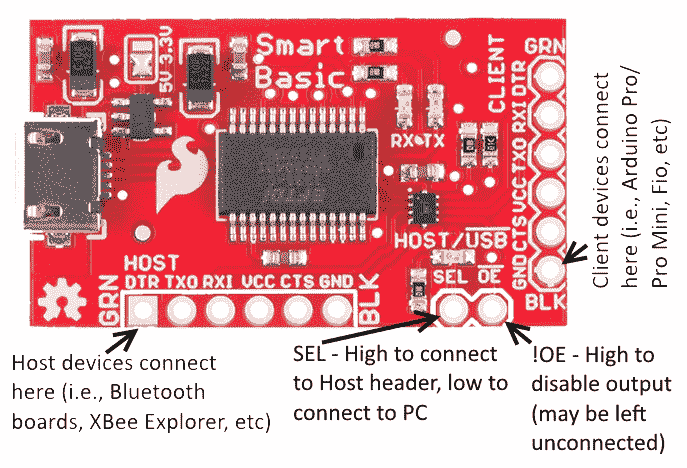 Smart
Basic
5V 3.3V
CLIENT
GRN
DTR
RXI
TXO
VCC
CTS
GND
BLK
RX TX
HOST/USB
SEL OE
HOST
DTR TXO RXI VCC CTS GND
GRN
BLK
Client devices connect
here (i.e., Arduino Pro/
Pro Mini, Fio, etc)
Host devices connect
here (i.e., Bluetooth
boards, XBee Explorer, etc)
SEL - High to connect
to Host header, low to
connect to PC
!OE - High to
disable output
(may be left
unconnected)